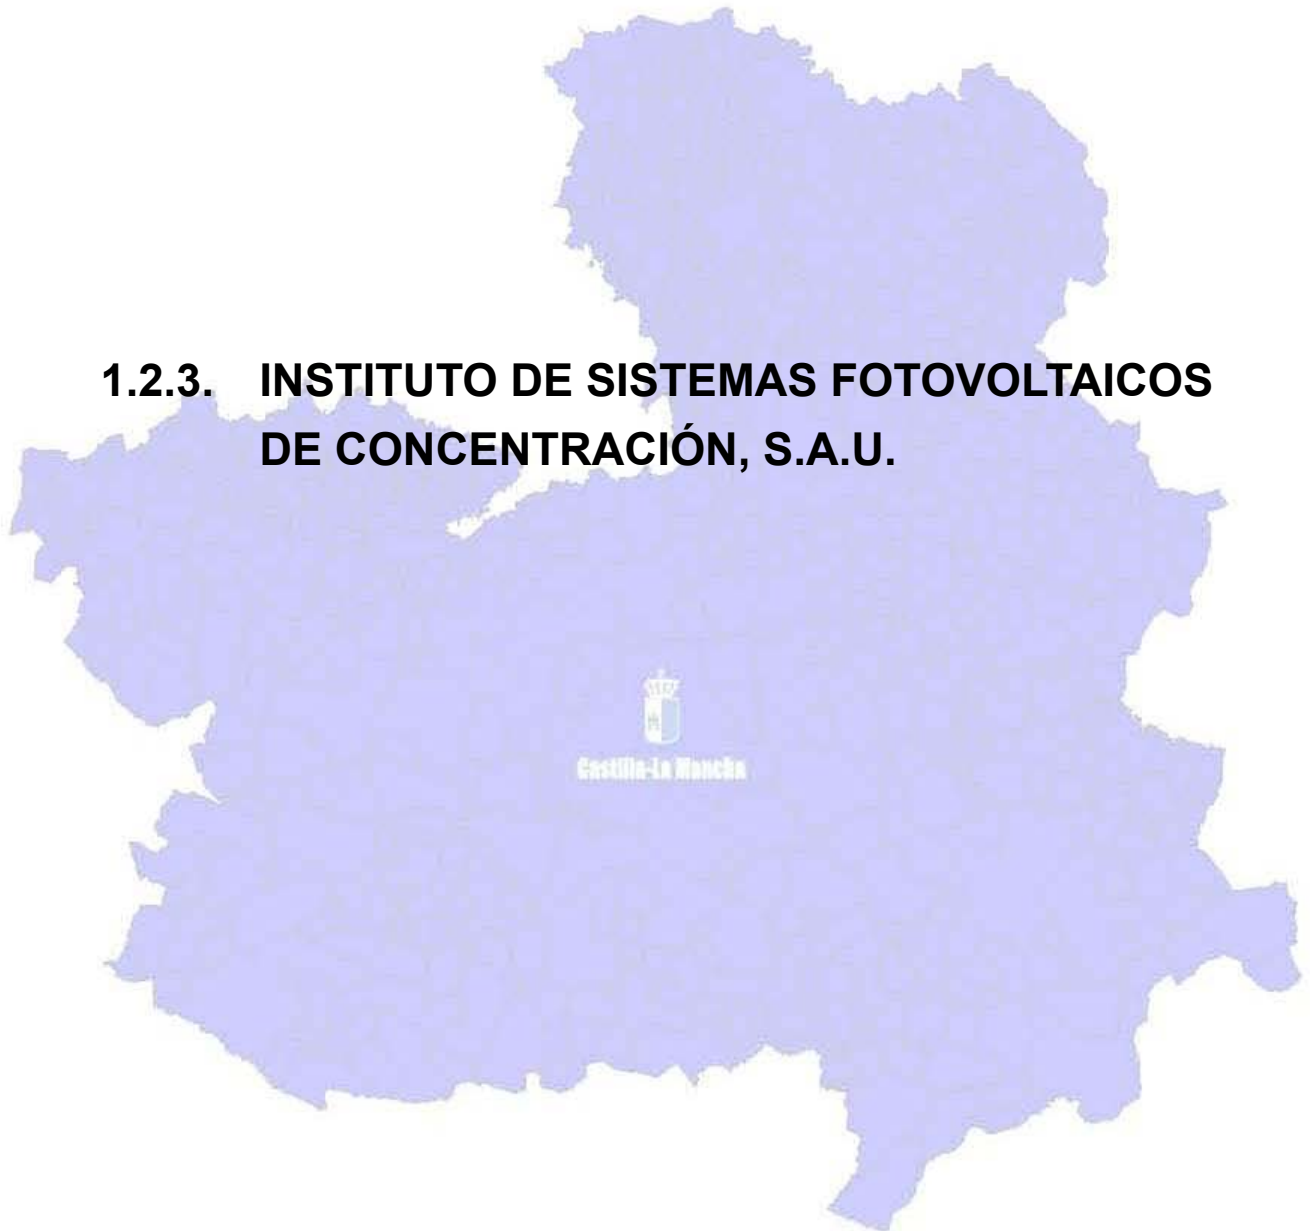 1.2.3. INSTITUTO DE SISTEMAS FOTOVOLTAICOS
DE CONCENTRACIÓN, S.A.U.
Castilla-La Mancha